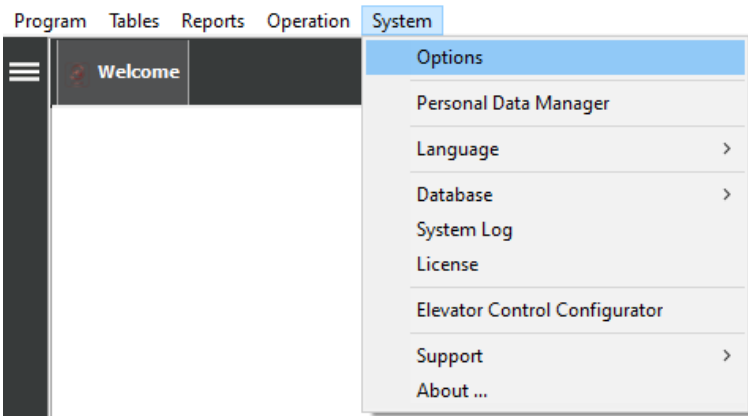 Program Tables Reports Operation System
Welcome
Options
Personal Data Manager
Language
Database
System Log
License
Elevator Control Configurator
Support
About ...